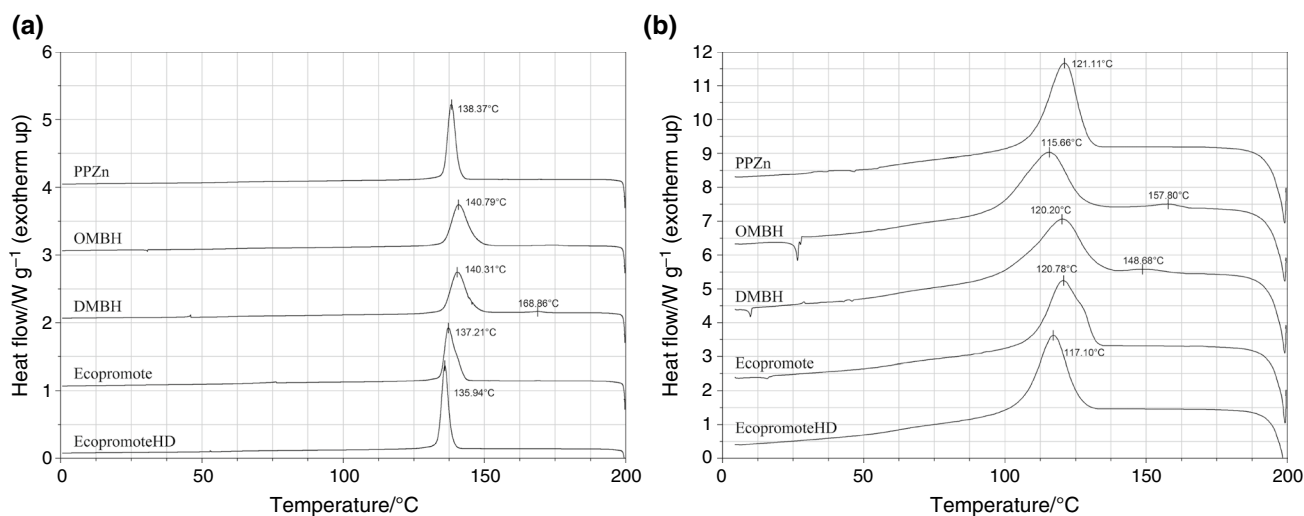 (a)
Heat flow/W g⁻¹ (exotherm up)
6
5
4
3
2
1
0
138.37°C
PPZn
140.79°C
OMBH
140.31°C
168.86°C
DMBH
137.21°C
Ecopromote
135.94°C
EcopromoteHD
0 50 100 150 200
Temperature/°C
(b)
Heat flow/W g⁻¹ (exotherm up)
12
11
10
9
8
7
6
5
4
3
2
1
0
121.11°C
PPZn
115.66°C
157.80°C
OMBH
120.20°C
148.68°C
DMBH
120.78°C
Ecopromote
117.10°C
EcopromoteHD
0 25 50 75 100 125 150 175 200
Temperature/°C